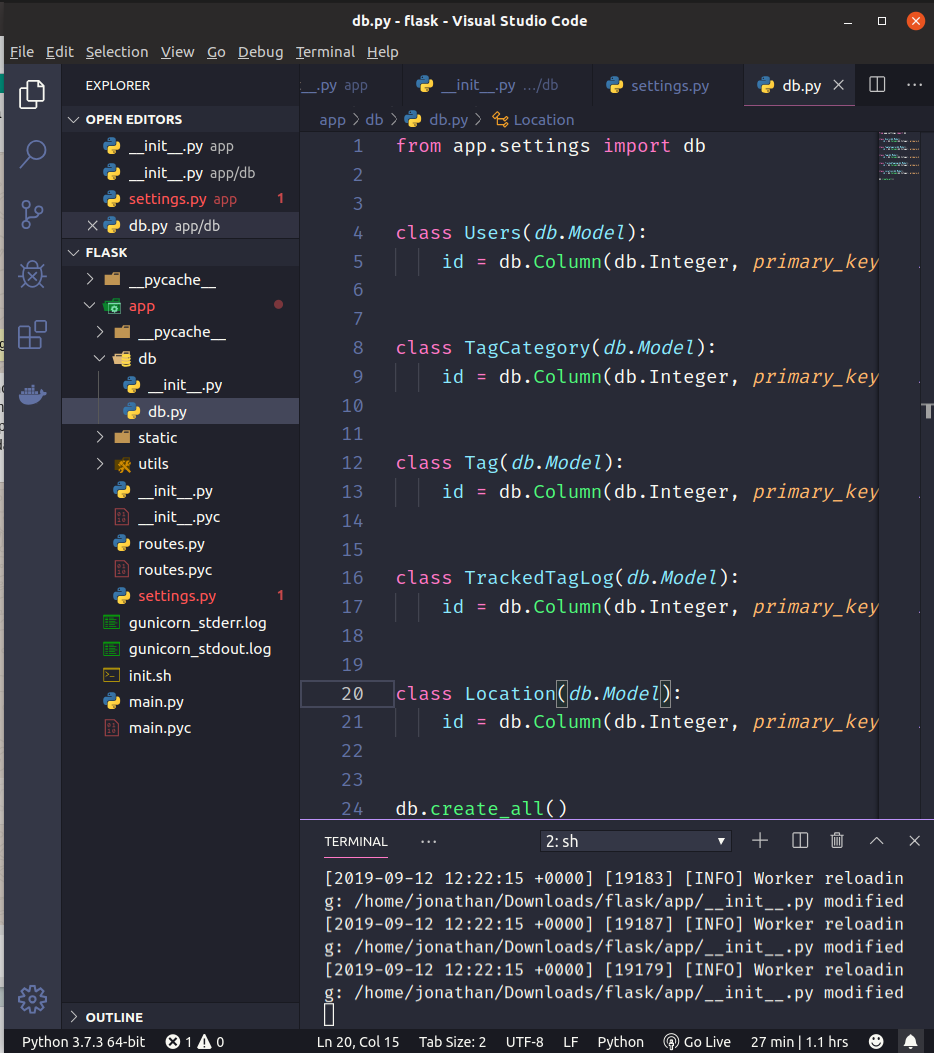 db.py - flask - Visual Studio Code
File Edit Selection View Go Debug Terminal Help
EXPLORER
OPEN EDITORS
__init__.py app
__init__.py app/db
settings.py app 1
db.py app/db
FLASK
__pycache__
app
__pycache__
db
__init__.py
db.py
static
utils
__init__.py
__init__.pyc
routes.py
routes.pyc
settings.py 1
gunicorn_stderr.log
gunicorn_stdout.log
init.sh
main.py
main.pyc
OUTLINE
__.py app __init__.py .../db settings.py db.py
app > db > db.py > Location
1 from app.settings import db
2
3
4 class Users(db.Model):
5 id = db.Column(db.Integer, primary_key
6
7
8 class TagCategory(db.Model):
9 id = db.Column(db.Integer, primary_key
10
11
12 class Tag(db.Model):
13 id = db.Column(db.Integer, primary_key
14
15
16 class TrackedTagLog(db.Model):
17 id = db.Column(db.Integer, primary_key
18
19
20 class Location(db.Model):
21 id = db.Column(db.Integer, primary_key
22
23
24 db.create_all()
TERMINAL ... 2: sh
[2019-09-12 12:22:15 +0000] [19183] [INFO] Worker reloadin
g: /home/jonathan/Downloads/flask/app/__init__.py modified
[2019-09-12 12:22:15 +0000] [19187] [INFO] Worker reloadin
g: /home/jonathan/Downloads/flask/app/__init__.py modified
[2019-09-12 12:22:15 +0000] [19179] [INFO] Worker reloadin
g: /home/jonathan/Downloads/flask/app/__init__.py modified
Python 3.7.3 64-bit 1 0 Ln 20, Col 15 Tab Size: 2 UTF-8 LF Python Go Live 27 min | 1.1 hrs